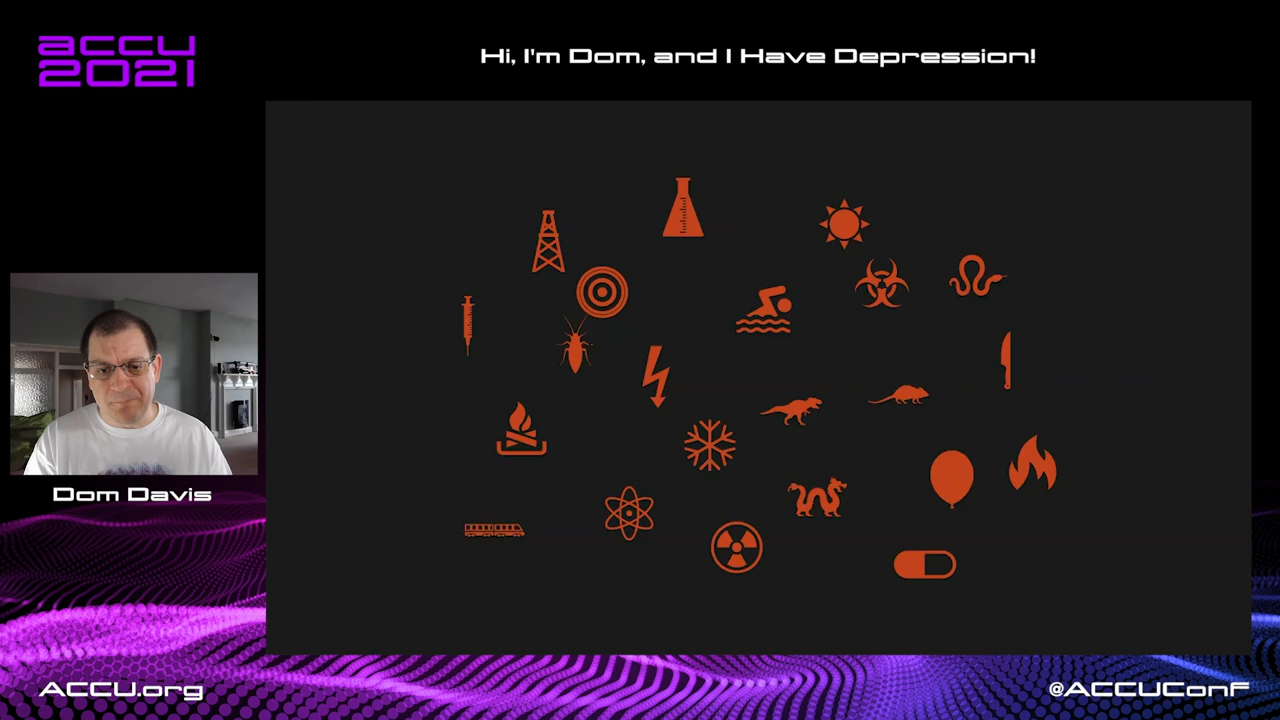 accu
2021
Hi, I'm Dom, and I Have Depression!
Dom Davis
ACCU.org
@ACCUConf